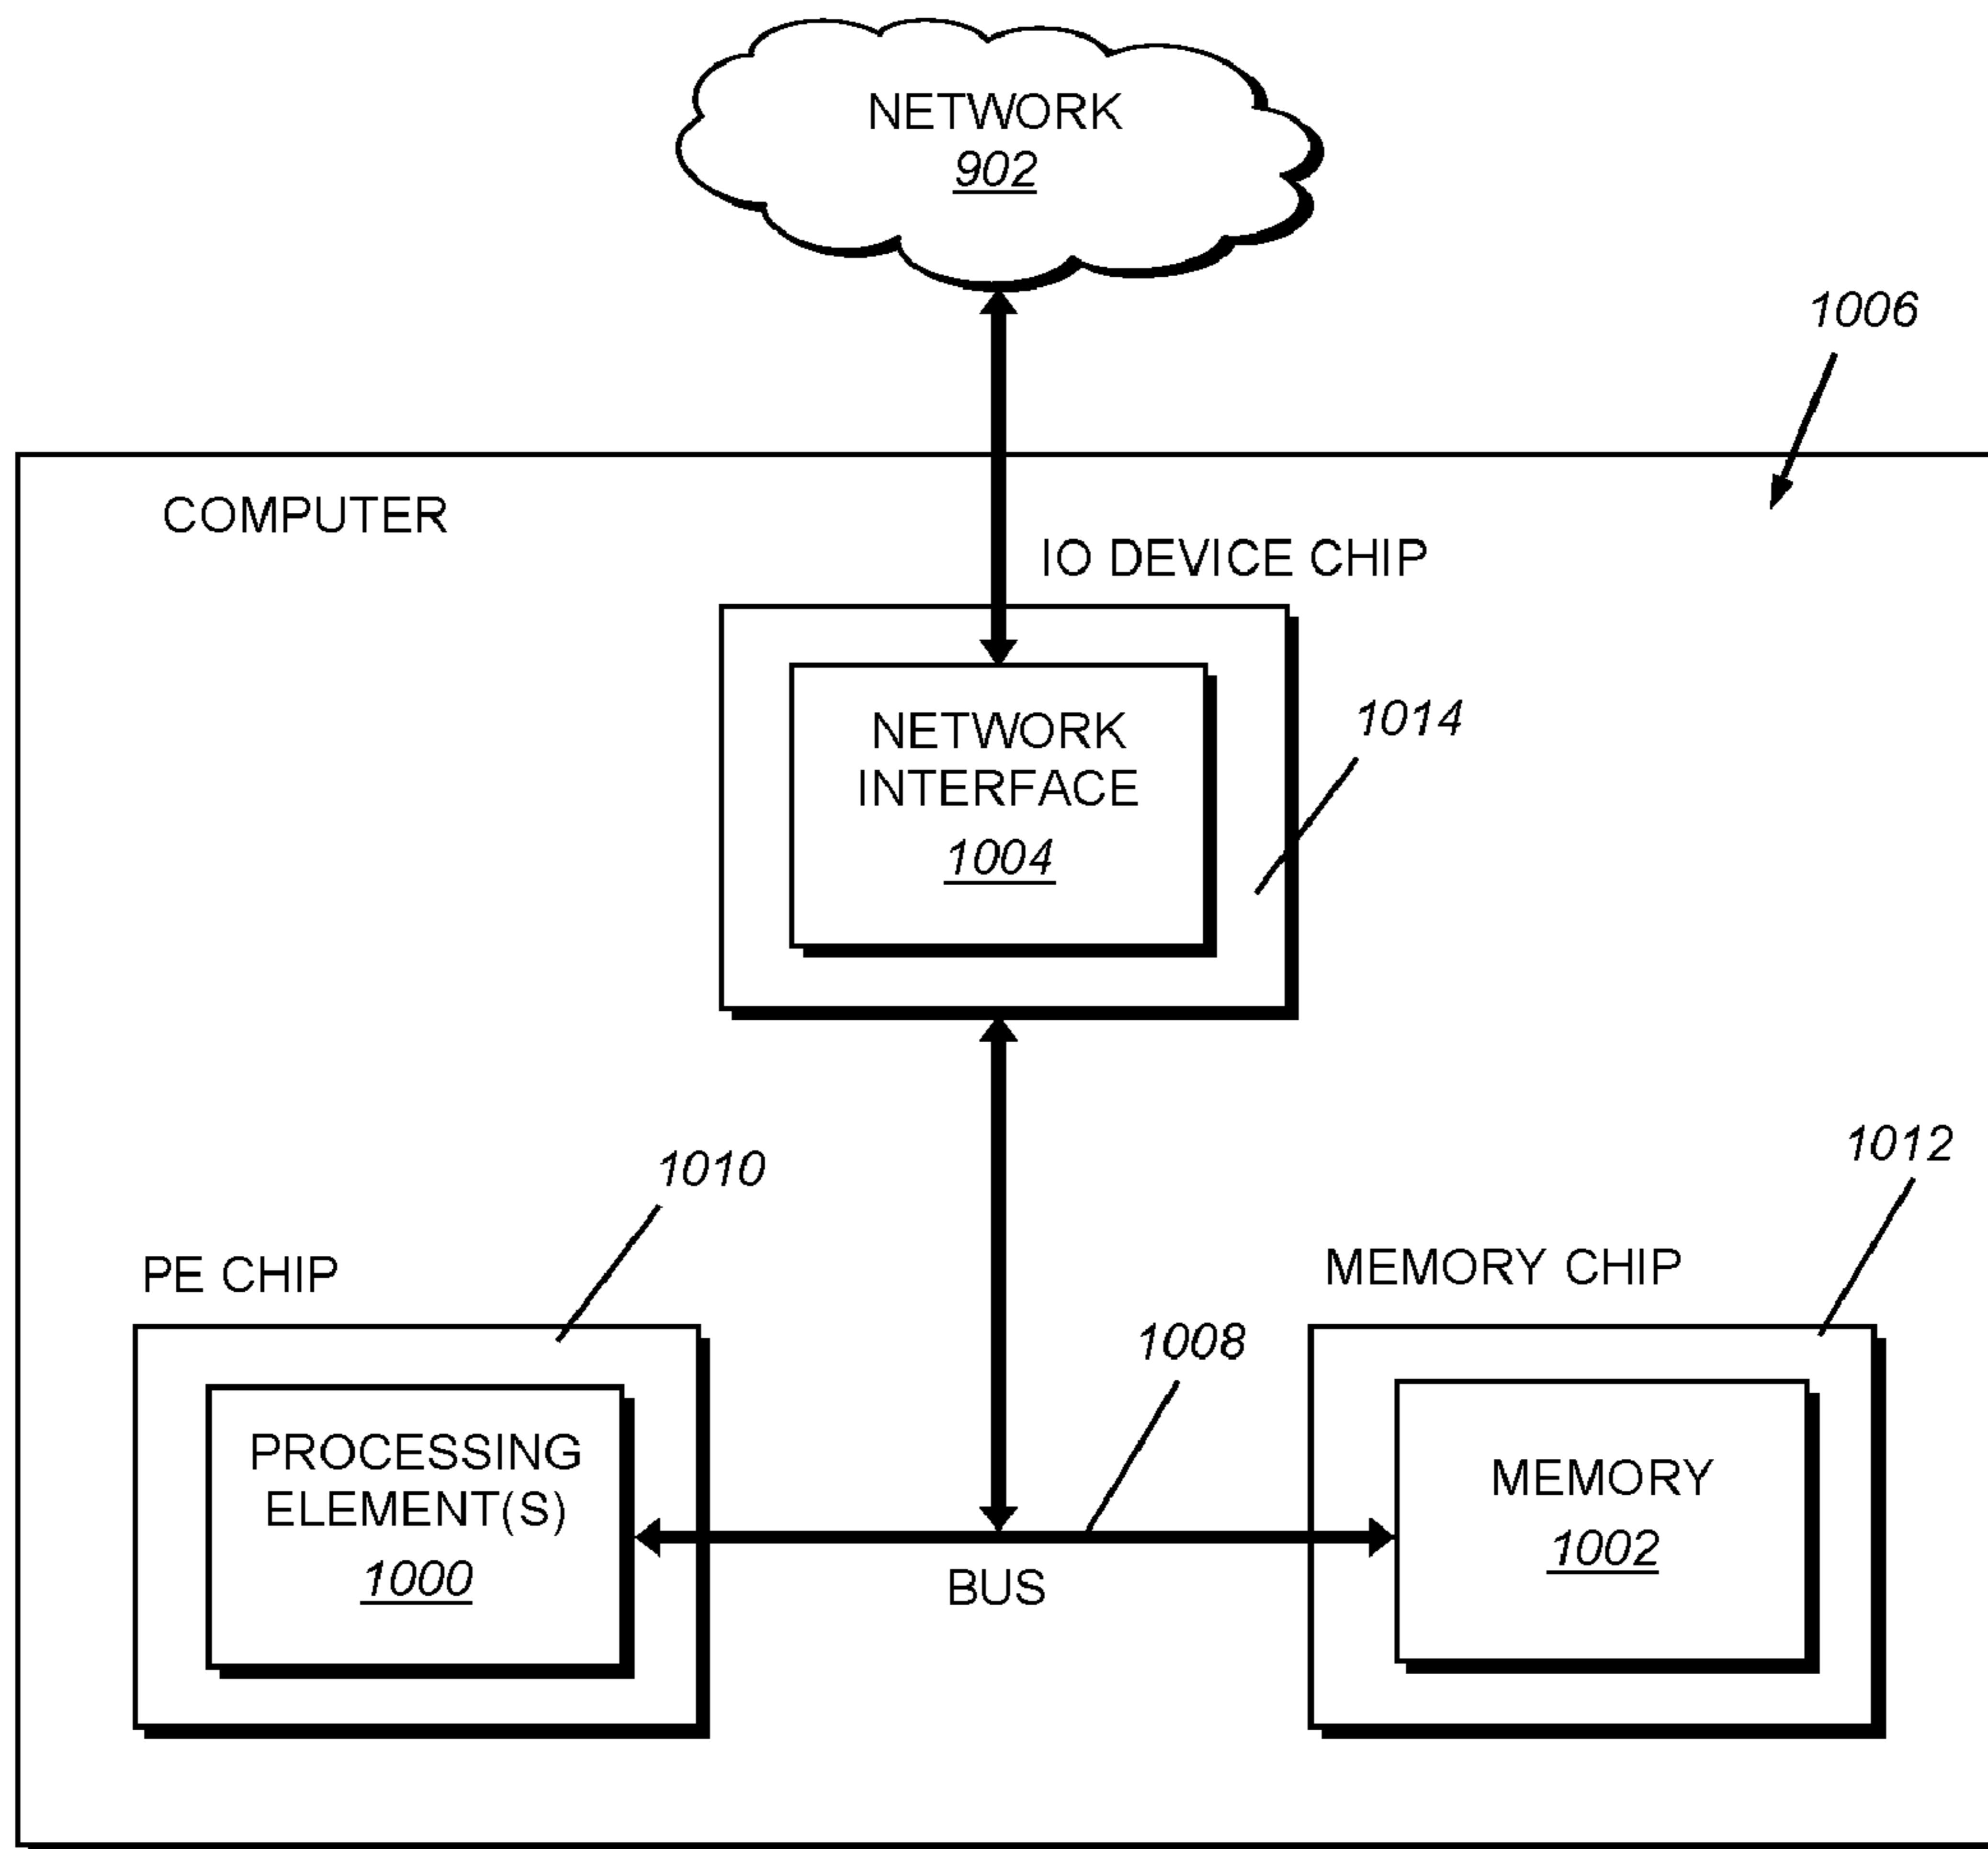 NETWORK
902
1006
COMPUTER
IO DEVICE CHIP
NETWORK
INTERFACE
1004
1014
1010
1012
PE CHIP
MEMORY CHIP
1008
PROCESSING
ELEMENT(S)
1000
MEMORY
1002
BUS